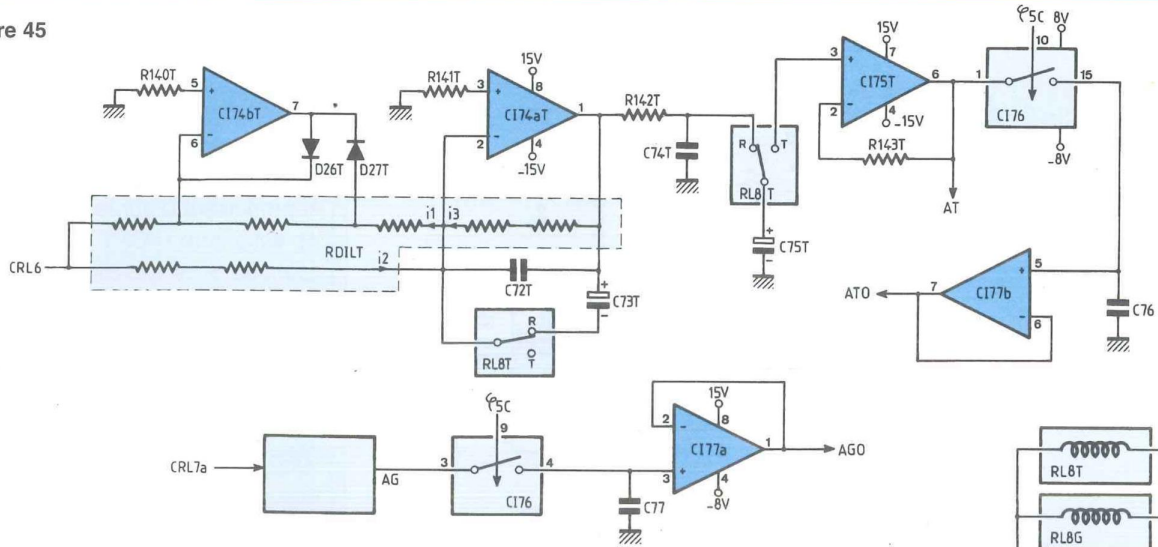 re 45
R140T
5
+
CI74bT
7
*
-
6
D26T
D27T
R141T
3
+
15V
8
CI74aT
1
2
-
4
-15V
R142T
C74T
R
T
RL8T
+
-
C75T
15V
7
3
+
CI75T
6
2
-
4
-15V
R143T
AT
φ5C
8V
10
1
15
CI76
-8V
i1
i3
RDILT
i2
CRL6
C72T
+
-
C73T
R
T
RL8T
ATO
7
CI77b
5
+
-
6
C76
CRL7a
AG
φ5C
9
3
4
CI76
C77
15V
8
2
-
CI77a
1
+
3
4
-8V
AGO
RL8T
RL8G